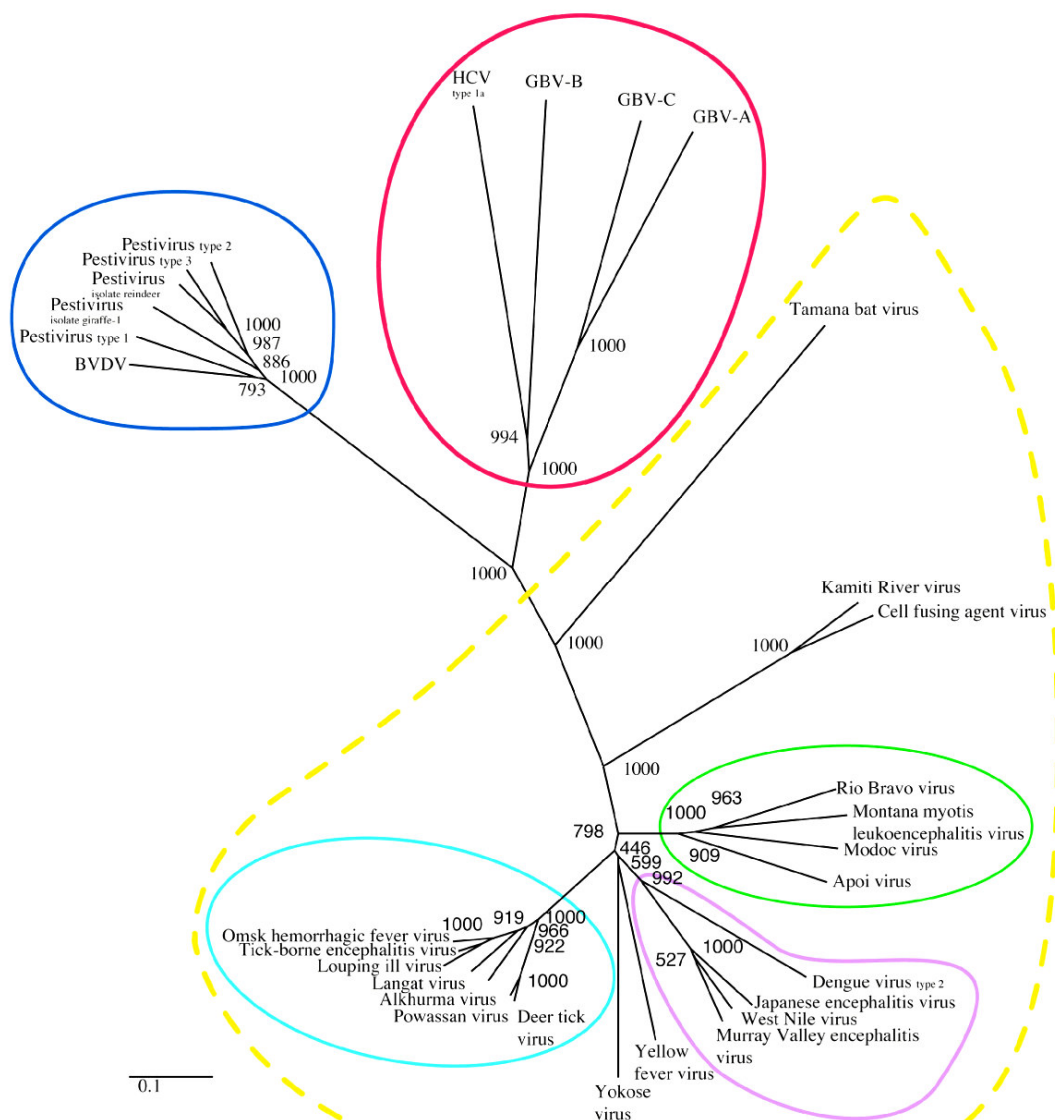 HCV
type 1a
GBV-B
GBV-C
GBV-A
Pestivirus type 2
Pestivirus type 3
Pestivirus
isolate reindeer
Pestivirus
isolate giraffe-1
Pestivirus type 1
BVDV
1000
987
886
1000
793
Tamana bat virus
1000
994
1000
1000
Kamiti River virus
Cell fusing agent virus
1000
1000
1000
Rio Bravo virus
963
1000
Montana myotis
leukoencephalitis virus
Modoc virus
909
Apoi virus
798
446
599
992
1000
919
1000
966
922
Omsk hemorrhagic fever virus
Tick-borne encephalitis virus
Louping ill virus
Langat virus
Alkhurma virus
Powassan virus
1000
Deer tick
virus
1000
527
Dengue virus type 2
Japanese encephalitis virus
West Nile virus
Murray Valley encephalitis
virus
Yellow
fever virus
Yokose
virus
0.1